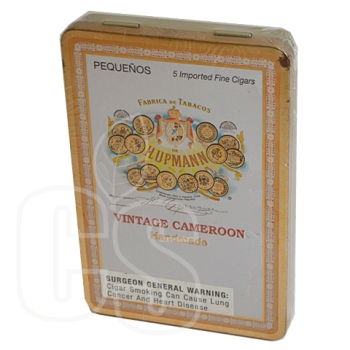 PEQUEÑOS
5 Imported Fine Cigars
FABRICA DE TABACOS
H.UPMANN
VINTAGE CAMEROON
Handmade
SURGEON GENERAL WARNING:
Cigar Smoking Can Cause Lung
Cancer And Heart Disease
CS